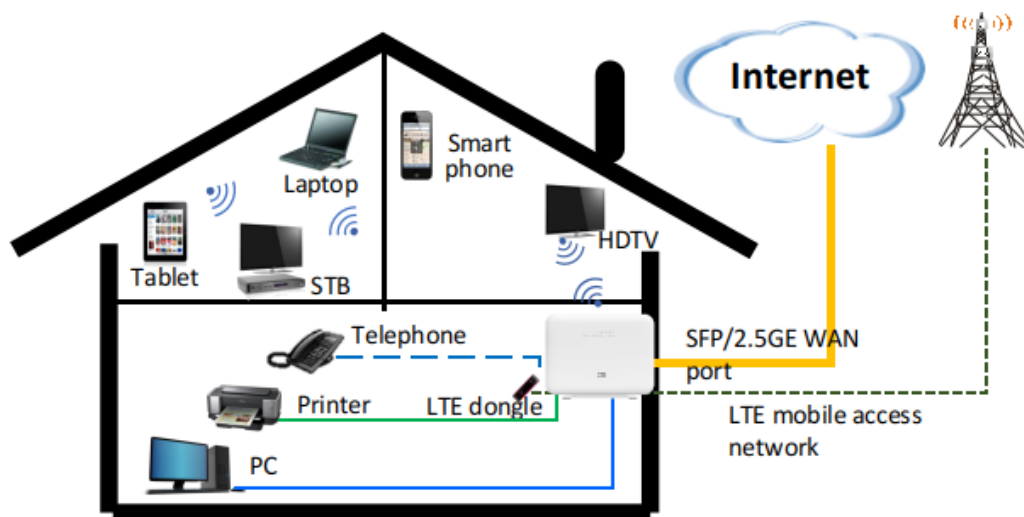 Internet
Smart
phone
Laptop
HDTV
Tablet
STB
Telephone
SFP/2.5GE WAN
port
Printer
LTE dongle
LTE mobile access
network
PC